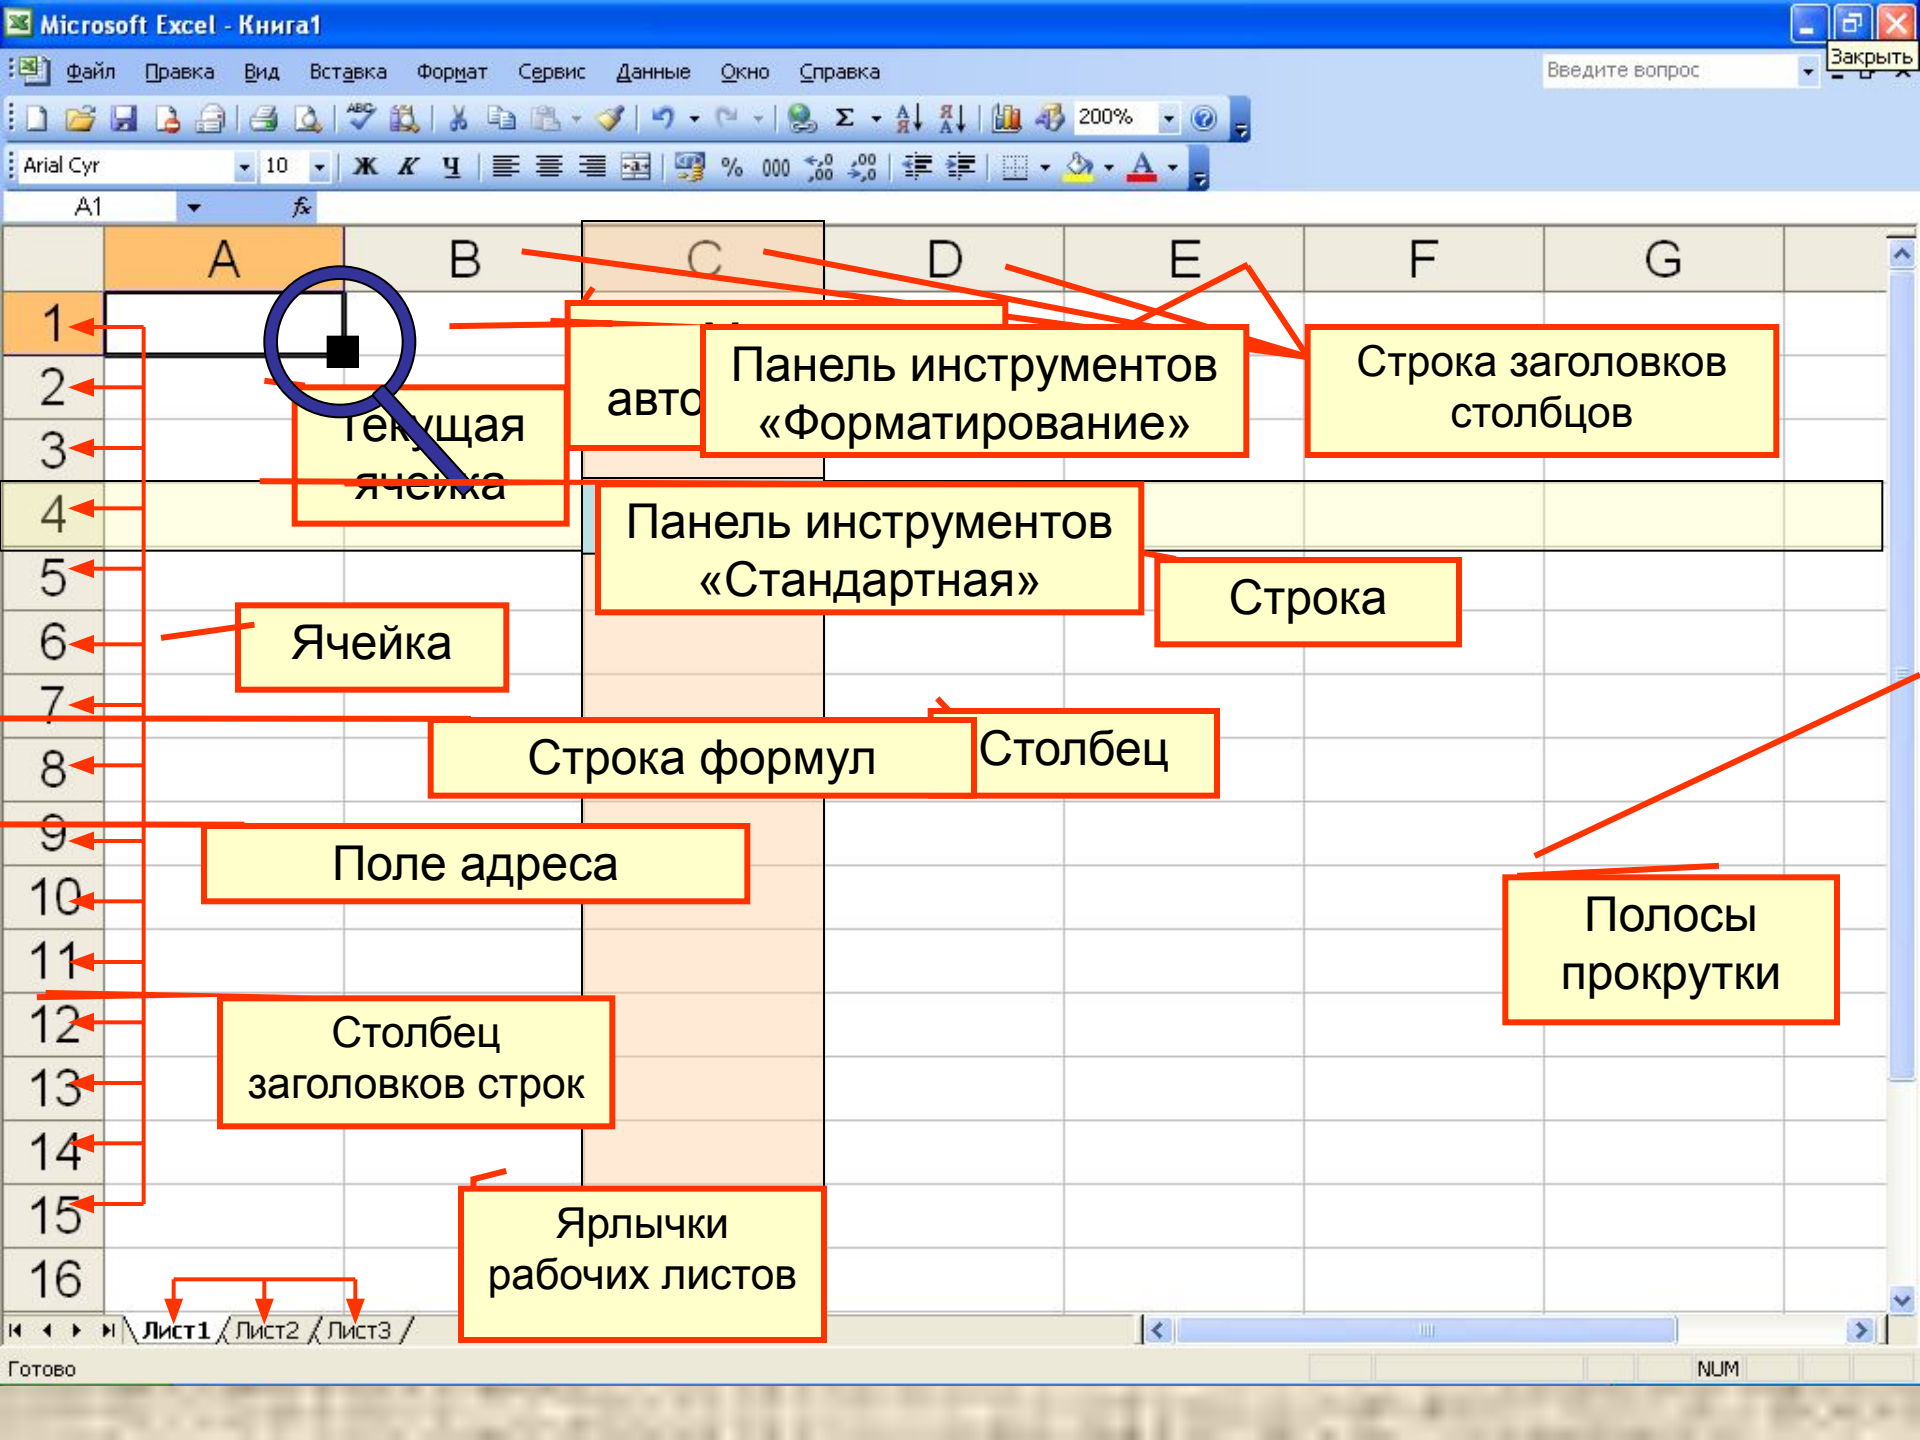 Microsoft Excel - Книга1
Файл Правка Вид Вставка Формат Сервис Данные Окно Справка
Введите вопрос
Закрыть
200%
Arial Cyr 10 Ж К Ч % 000
A1 fx
A B C D E F G
1
2
3
4
5
6
7
8
9
10
11
12
13
14
15
16
Панель инструментов
«Форматирование»
Строка заголовков
столбцов
авто
Текущая
ячейка
Панель инструментов
«Стандартная»
Строка
Ячейка
Строка формул
Столбец
Поле адреса
Полосы
прокрутки
Столбец
заголовков строк
Ярлычки
рабочих листов
Лист1 Лист2 Лист3
Готово
NUM